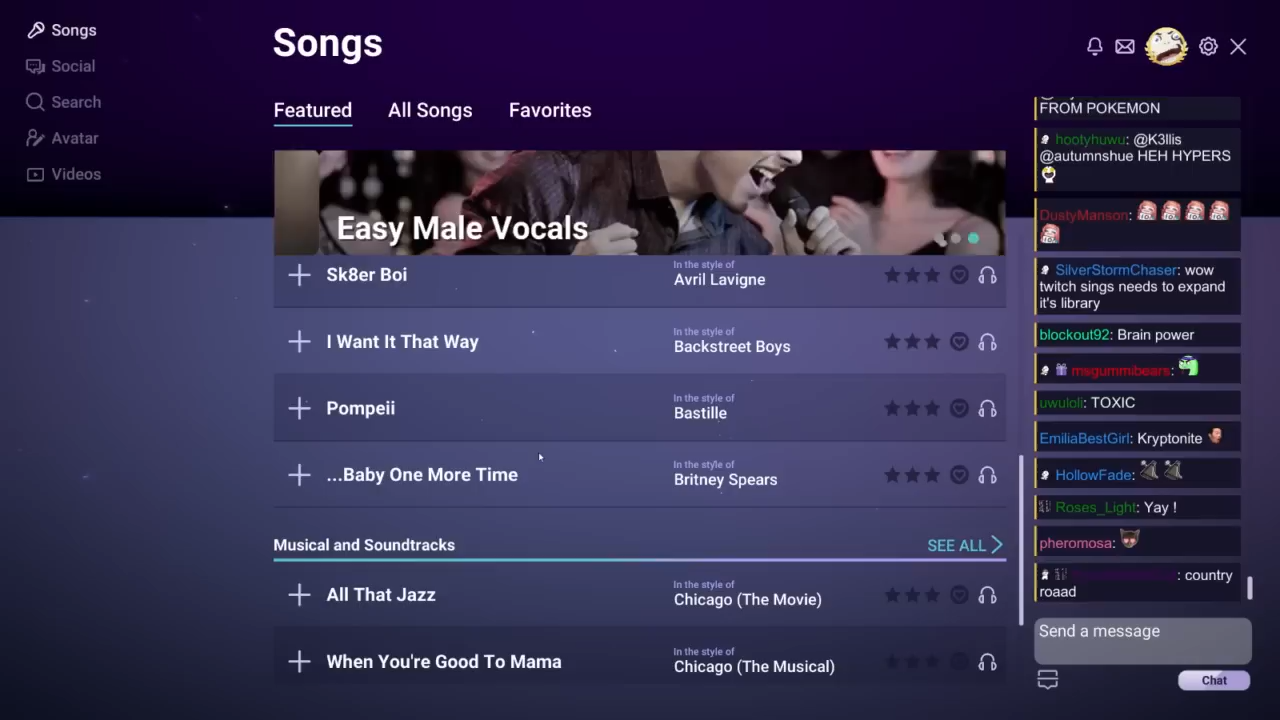 Songs
Social
Search
Avatar
Videos
Songs
Featured
All Songs
Favorites
Easy Male Vocals
Sk8er Boi
In the style of
Avril Lavigne
I Want It That Way
In the style of
Backstreet Boys
Pompeii
In the style of
Bastille
...Baby One More Time
In the style of
Britney Spears
Musical and Soundtracks
SEE ALL
All That Jazz
In the style of
Chicago (The Movie)
When You're Good To Mama
In the style of
Chicago (The Musical)
FROM POKEMON
hootyhuwu: @K3llis
@autumnshue HEH HYPERS
DustyManson:
SilverStormChaser: wow
twitch sings needs to expand
it's library
blockout92: Brain power
msgummibears:
uwuloli: TOXIC
EmiliaBestGirl: Kryptonite
HollowFade:
Roses_Light: Yay !
pheromosa:
: country
roaad
Send a message
Chat